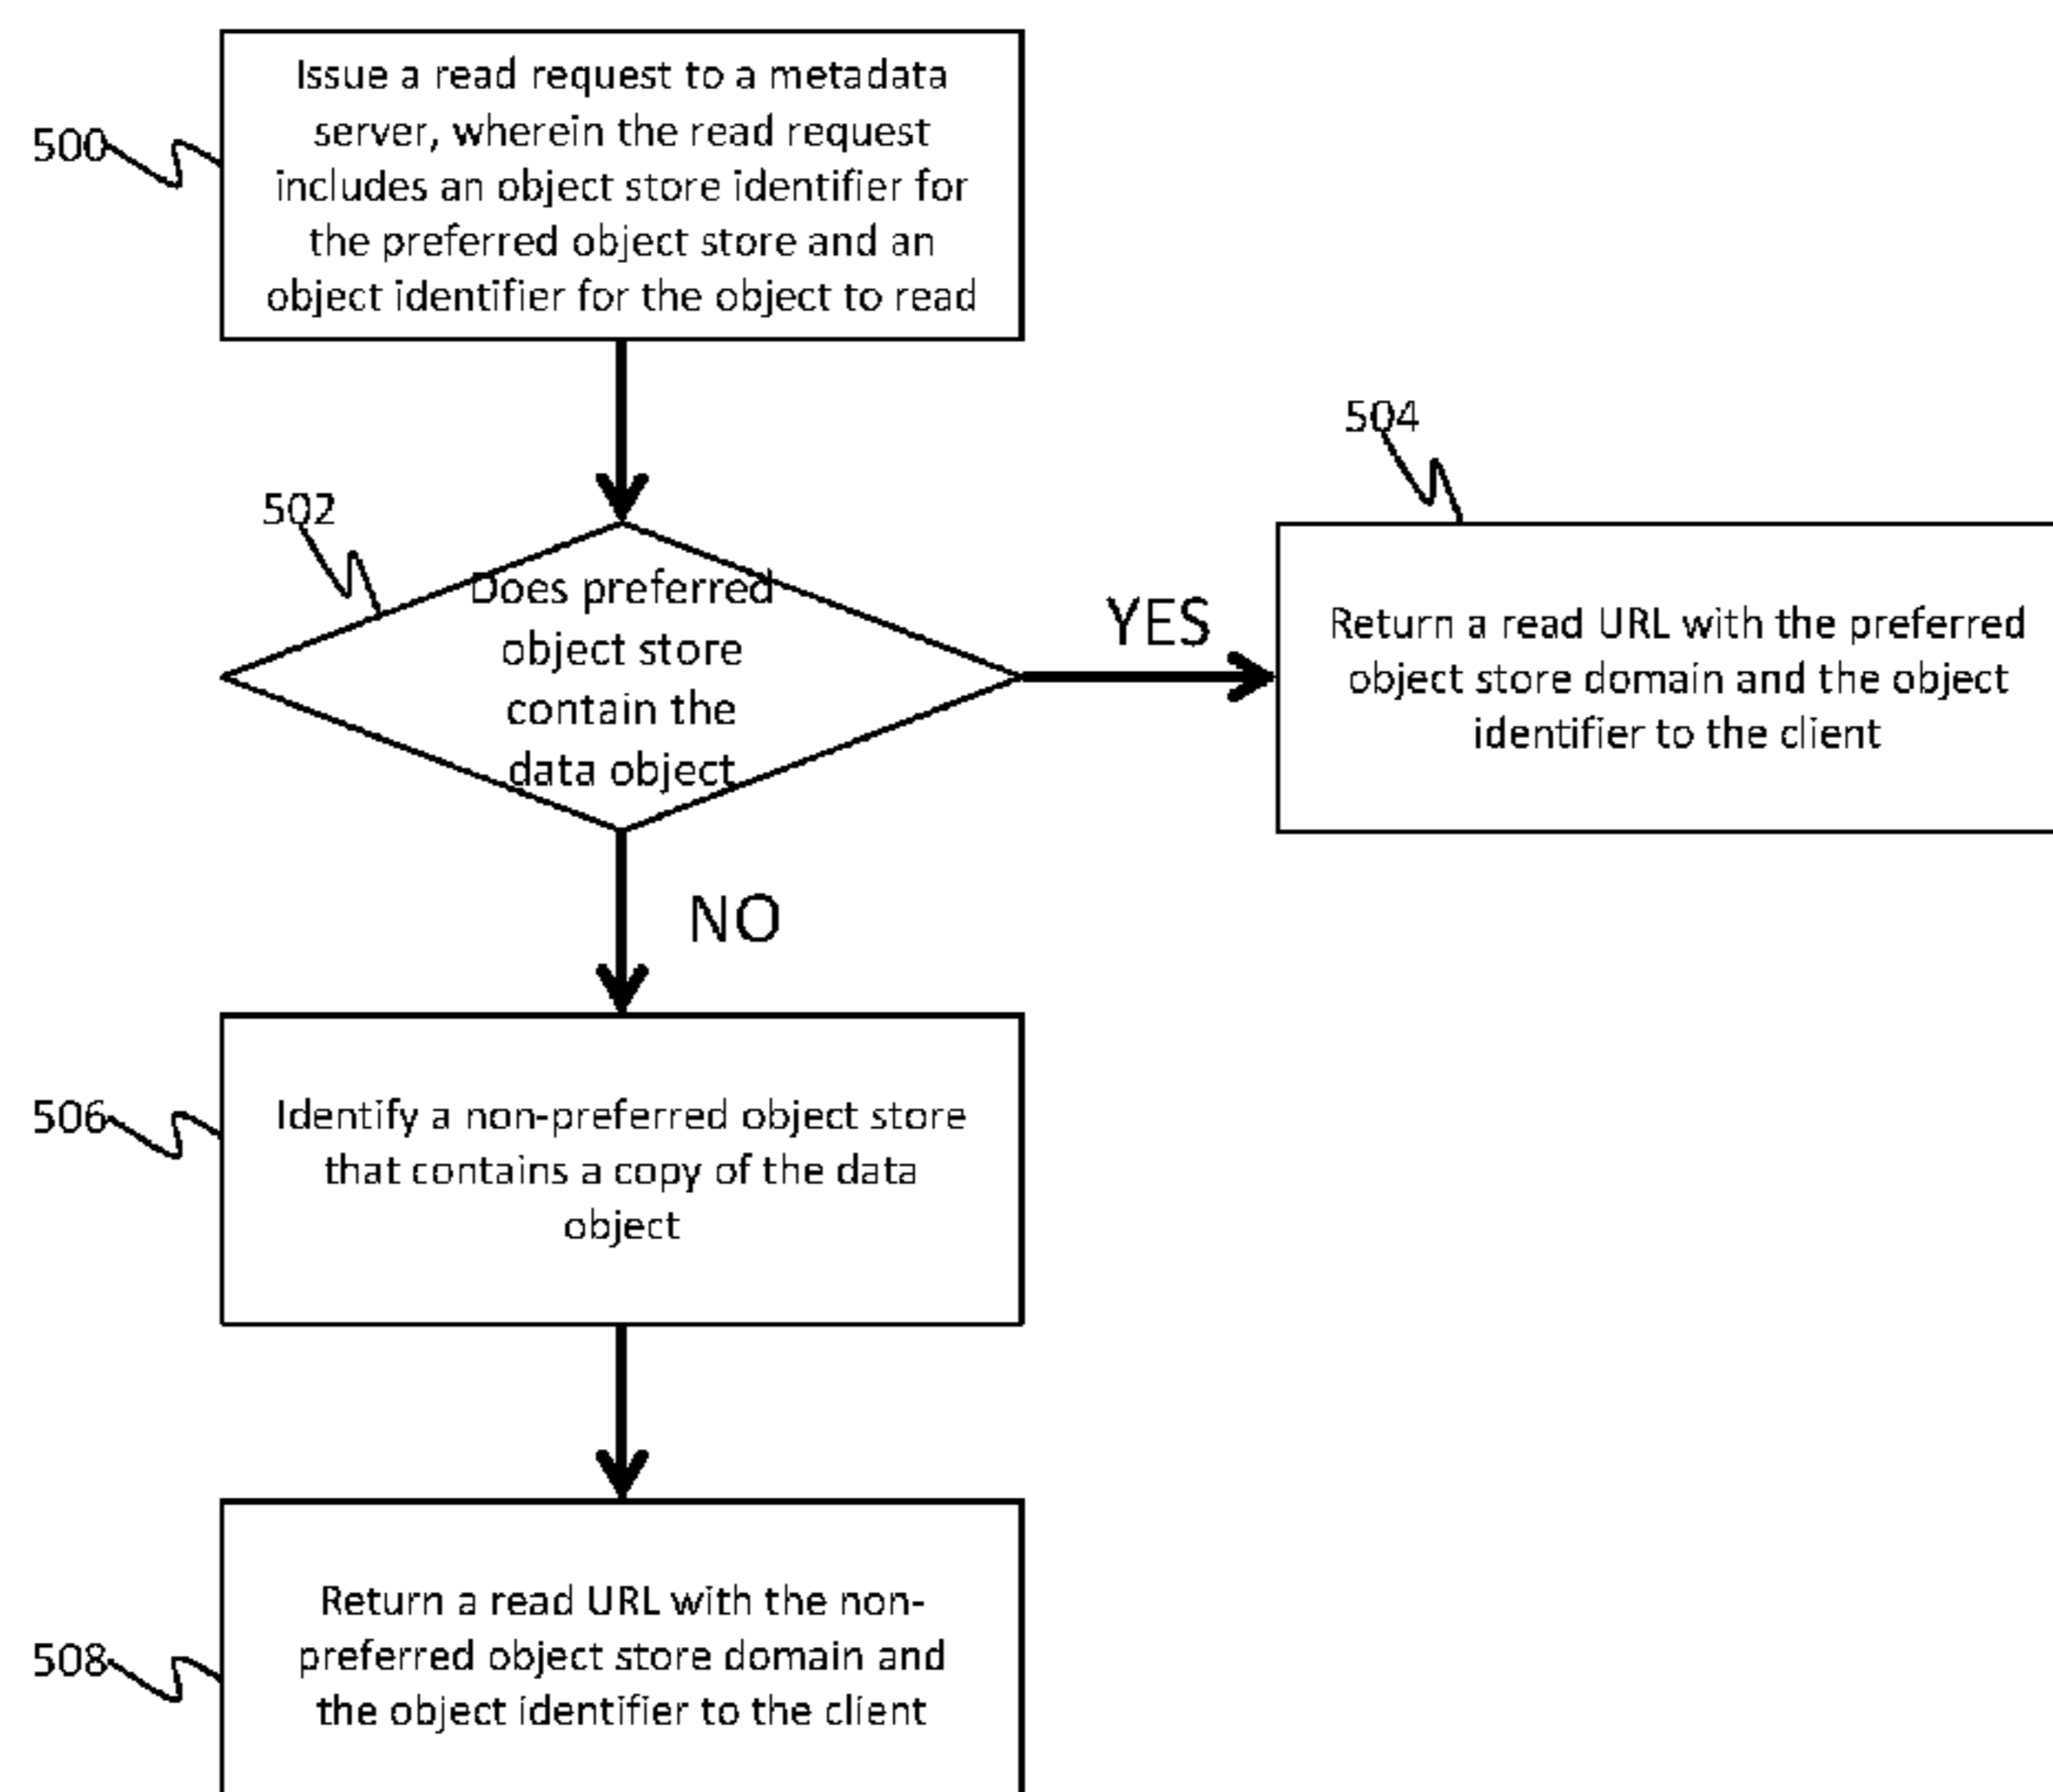 500
Issue a read request to a metadata
server, wherein the read request
includes an object store identifier for
the preferred object store and an
object identifier for the object to read
502
Does preferred
object store
contain the
data object
YES
504
Return a read URL with the preferred
object store domain and the object
identifier to the client
NO
506
Identify a non-preferred object store
that contains a copy of the data
object
508
Return a read URL with the non-
preferred object store domain and
the object identifier to the client